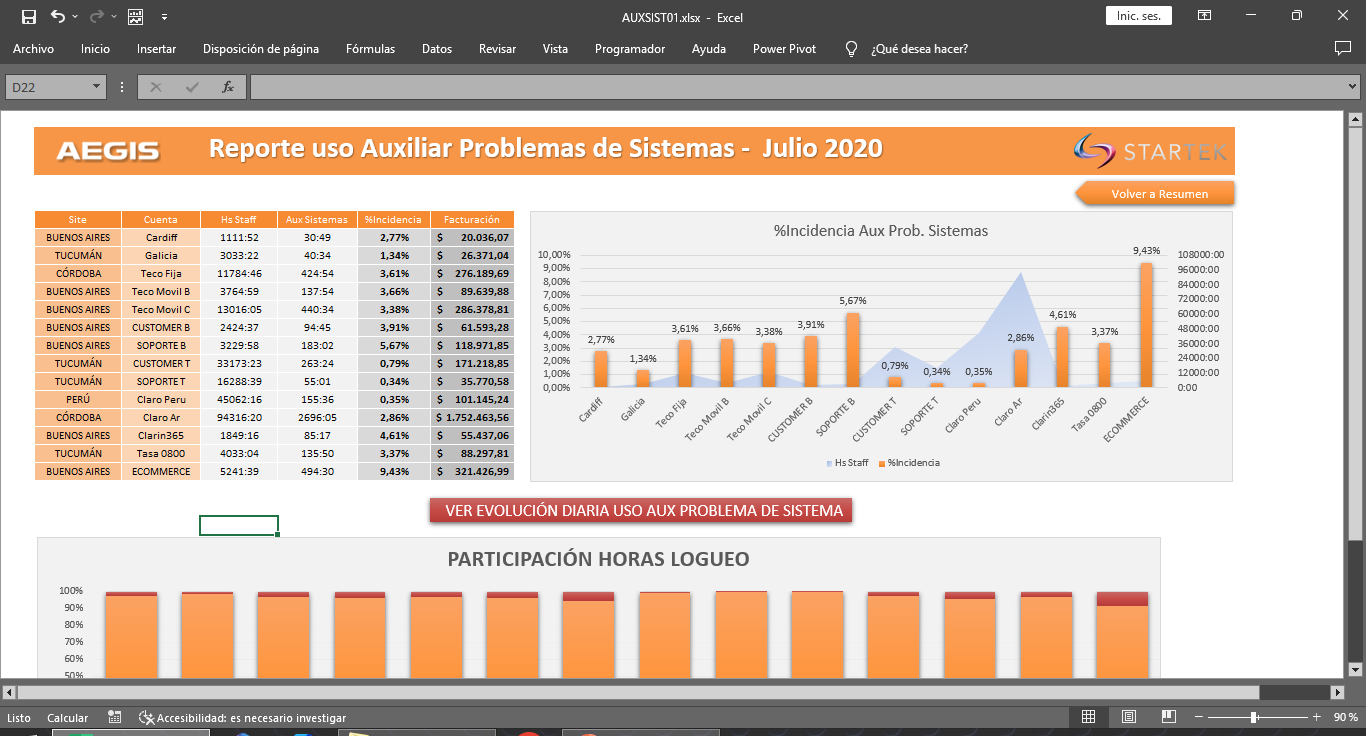 AUXSIST01.xlsx - Excel
Inic. ses.
Archivo Inicio Insertar Disposición de página Fórmulas Datos Revisar Vista Programador Ayuda Power Pivot ¿Qué desea hacer?
D22 fx
AEGIS Reporte uso Auxiliar Problemas de Sistemas - Julio 2020 STARTEK
Volver a Resumen
Site Cuenta Hs Staff Aux Sistemas %Incidencia Facturación
BUENOS AIRES Cardiff 1111:52 30:49 2,77% $ 20.036,07
TUCUMÁN Galicia 3033:22 40:34 1,34% $ 26.371,04
CÓRDOBA Teco Fija 11784:46 424:54 3,61% $ 276.189,69
BUENOS AIRES Teco Movil B 3764:59 137:54 3,66% $ 89.639,88
BUENOS AIRES Teco Movil C 13016:05 440:34 3,38% $ 286.378,81
BUENOS AIRES CUSTOMER B 2424:37 94:45 3,91% $ 61.593,28
BUENOS AIRES SOPORTE B 3229:58 183:02 5,67% $ 118.971,85
TUCUMÁN CUSTOMER T 33173:23 263:24 0,79% $ 171.218,85
TUCUMÁN SOPORTE T 16288:39 55:01 0,34% $ 35.770,58
PERÚ Claro Peru 45062:16 155:36 0,35% $ 101.145,24
CÓRDOBA Claro Ar 94316:20 2696:05 2,86% $ 1.752.463,56
BUENOS AIRES Clarin365 1849:16 85:17 4,61% $ 55.437,06
TUCUMÁN Tasa 0800 4033:04 135:50 3,37% $ 88.297,81
BUENOS AIRES ECOMMERCE 5241:39 494:30 9,43% $ 321.426,99
%Incidencia Aux Prob. Sistemas
10,00%
9,00%
8,00%
7,00%
6,00%
5,00%
4,00%
3,00%
2,00%
1,00%
0,00%
2,77% 1,34% 3,61% 3,66% 3,38% 3,91% 5,67% 0,79% 0,34% 0,35% 2,86% 4,61% 3,37% 9,43%
108000:00
96000:00
84000:00
72000:00
60000:00
48000:00
36000:00
24000:00
12000:00
0:00
Cardiff Galicia Teco Fija Teco Movil B Teco Movil C CUSTOMER B SOPORTE B CUSTOMER T SOPORTE T Claro Peru Claro Ar Clarin365 Tasa 0800 ECOMMERCE
Hs Staff %Incidencia
VER EVOLUCIÓN DIARIA USO AUX PROBLEMA DE SISTEMA
PARTICIPACIÓN HORAS LOGUEO
100%
90%
80%
70%
60%
50%
Listo Calcular Accesibilidad: es necesario investigar 90 %